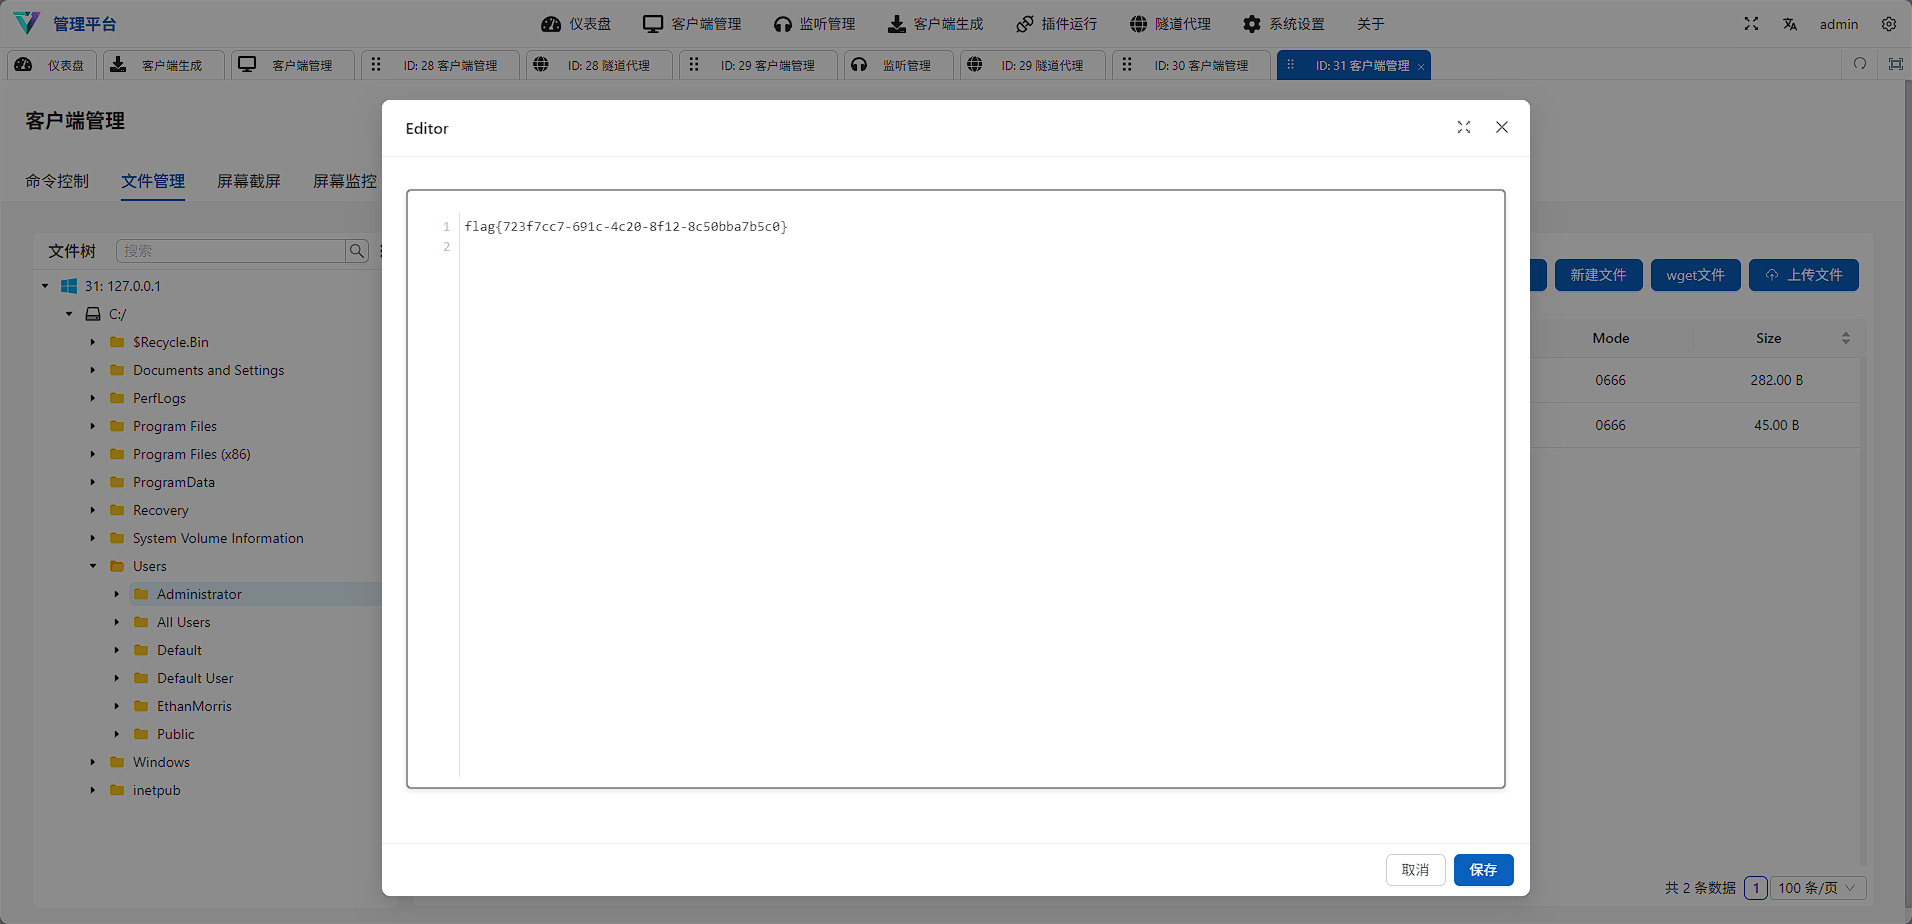 管理平台
仪表盘
客户端管理
监听管理
客户端生成
插件运行
隧道代理
系统设置
关于
admin
仪表盘
客户端生成
客户端管理
ID: 28 客户端管理
ID: 28 隧道代理
ID: 29 客户端管理
监听管理
ID: 29 隧道代理
ID: 30 客户端管理
ID: 31 客户端管理
客户端管理
命令控制
文件管理
屏幕截屏
屏幕监控
文件树
搜索
31: 127.0.0.1
C:/
$Recycle.Bin
Documents and Settings
PerfLogs
Program Files
Program Files (x86)
ProgramData
Recovery
System Volume Information
Users
Administrator
All Users
Default
Default User
EthanMorris
Public
Windows
inetpub
Editor
1 flag{723f7cc7-691c-4c20-8f12-8c50bba7b5c0}
2
取消
保存
新建文件
wget文件
上传文件
Mode Size
0666 282.00 B
0666 45.00 B
共 2 条数据 1 100 条/页